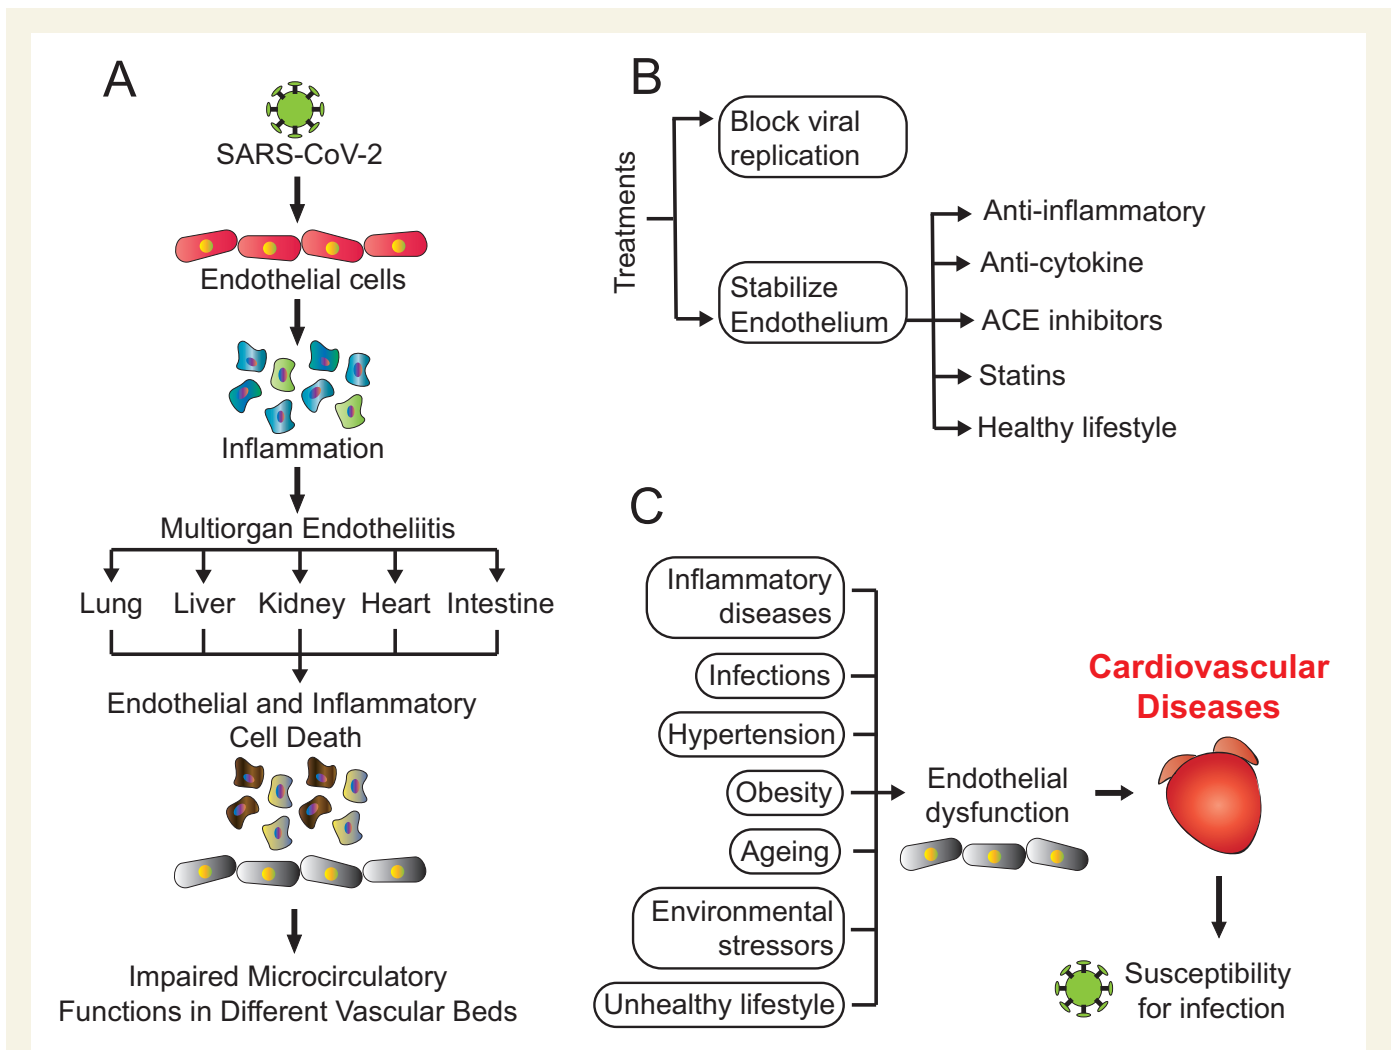 A
SARS-CoV-2
Endothelial cells
Inflammation
Multiorgan Endotheliitis
Lung Liver Kidney Heart Intestine
Endothelial and Inflammatory
Cell Death
Impaired Microcirculatory
Functions in Different Vascular Beds
B
Treatments
Block viral
replication
Stabilize
Endothelium
Anti-inflammatory
Anti-cytokine
ACE inhibitors
Statins
Healthy lifestyle
C
Inflammatory
diseases
Infections
Hypertension
Obesity
Ageing
Environmental
stressors
Unhealthy lifestyle
Endothelial
dysfunction
Cardiovascular
Diseases
Susceptibility
for infection